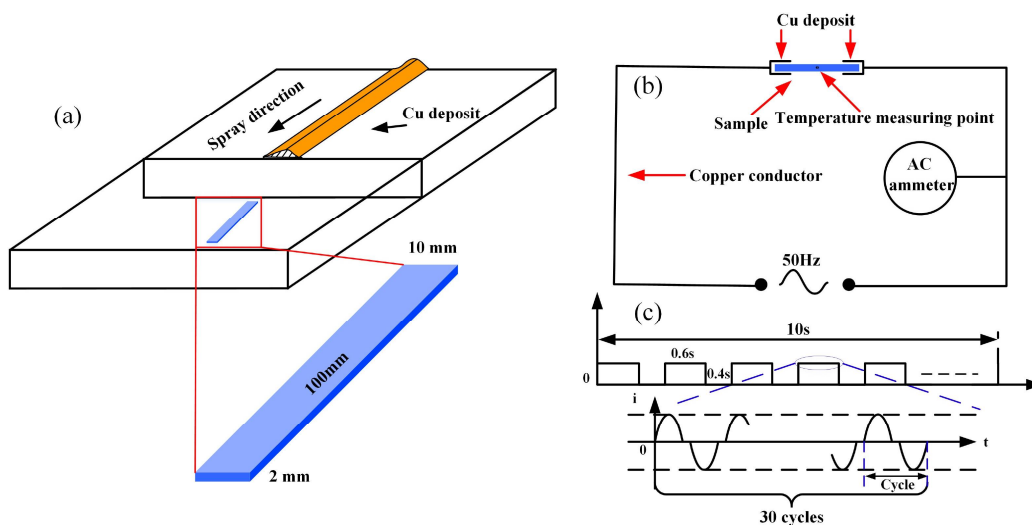 (a)
Spray direction
Cu deposit
10 mm
100mm
2 mm
Cu deposit
(b)
Sample
Temperature measuring point
Copper conductor
AC
ammeter
50Hz
(c)
10s
0.6s
0.4s
0
i
0
t
Cycle
30 cycles